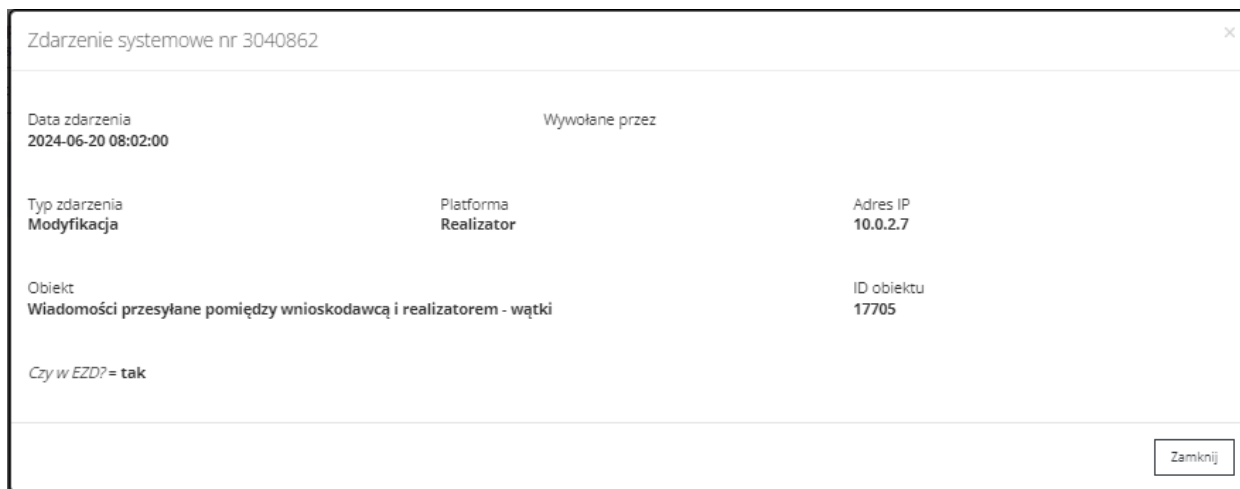 Zdarzenie systemowe nr 3040862
×
Data zdarzenia
2024-06-20 08:02:00
Wywołane przez
Typ zdarzenia
Modyfikacja
Platforma
Realizator
Adres IP
10.0.2.7
Obiekt
Wiadomości przesyłane pomiędzy wnioskodawcą i realizatorem - wątki
ID obiektu
17705
Czy w EZD? = tak
Zamknij